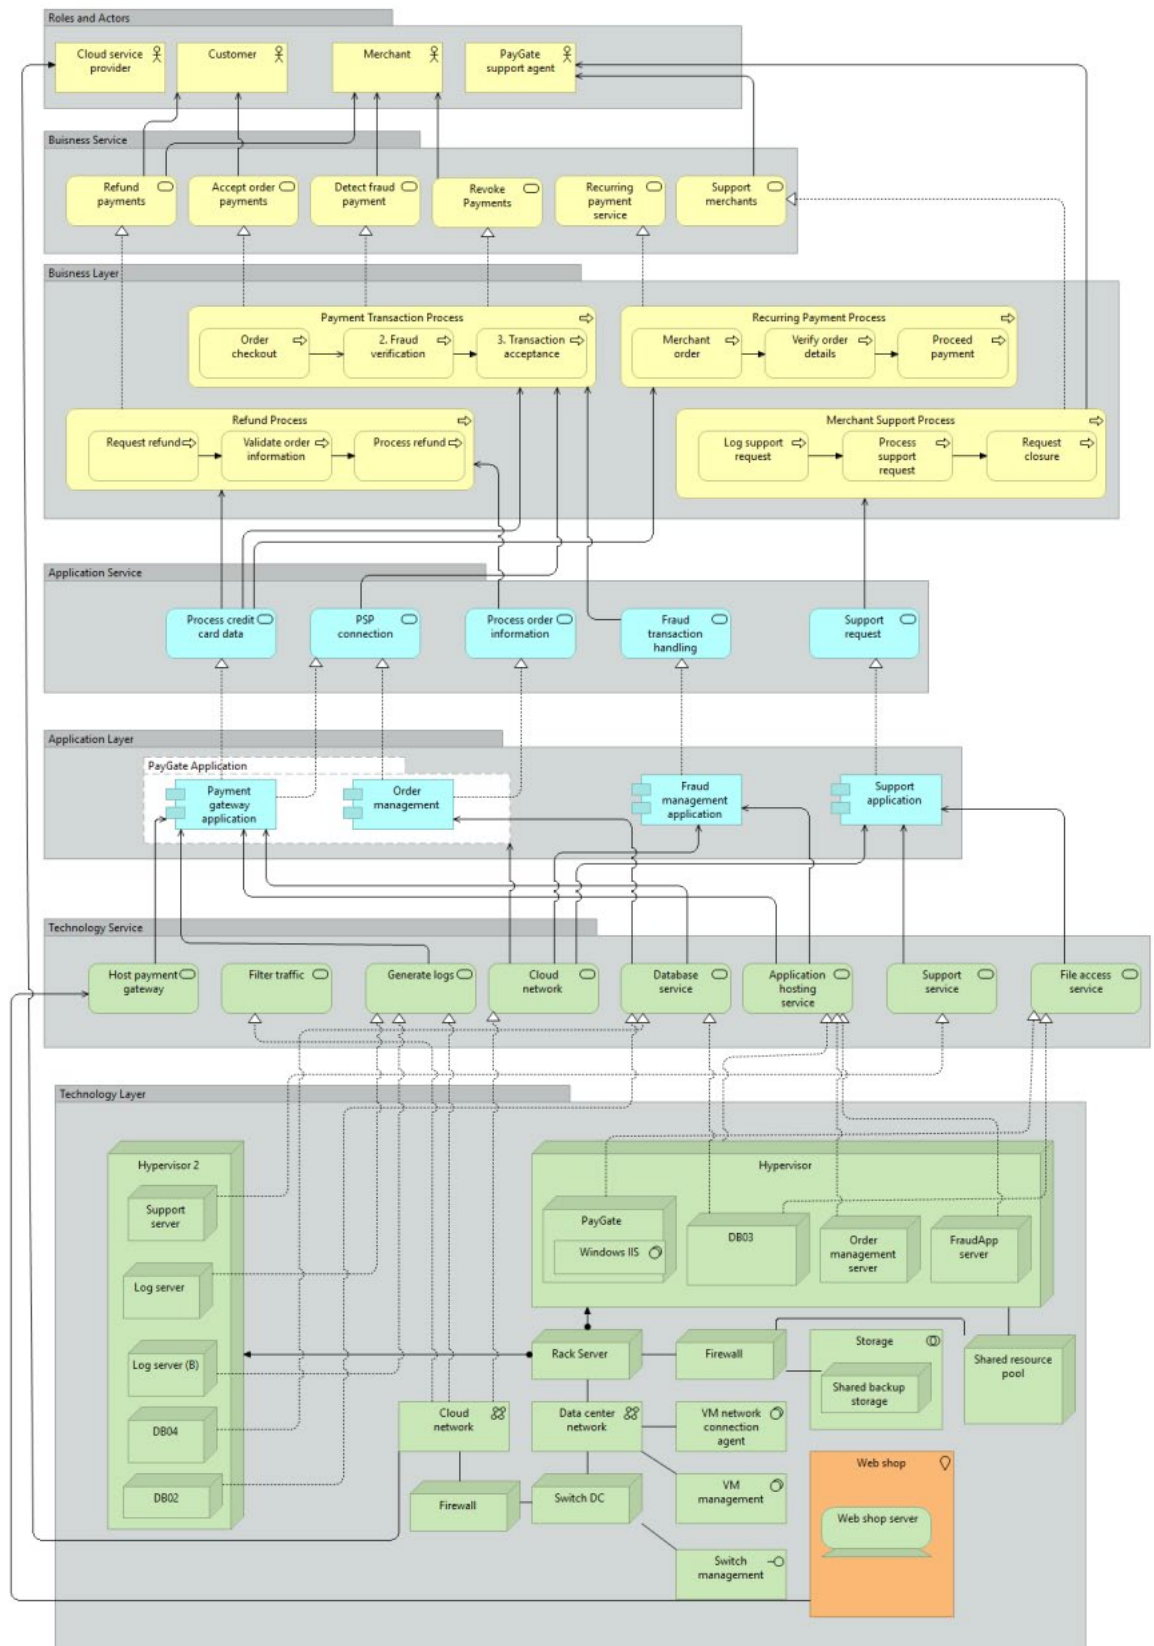 Roles and Actors
Cloud service
provider
Customer
Merchant
PayGate
support agent
Buisness Service
Refund
payments
Accept order
payments
Detect fraud
payment
Revoke
Payments
Recurring
payment
service
Support
merchants
Buisness Layer
Payment Transaction Process
Order
checkout
2. Fraud
verification
3. Transaction
acceptance
Recurring Payment Process
Merchant
order
Verify order
details
Proceed
payment
Refund Process
Request refund
Validate order
information
Process refund
Merchant Support Process
Log support
request
Process
support
request
Request
closure
Application Service
Process credit
card data
PSP
connection
Process order
information
Fraud
transaction
handling
Support
request
Application Layer
PayGate Application
Payment
gateway
application
Order
management
Fraud
management
application
Support
application
Technology Service
Host payment
gateway
Filter traffic
Generate logs
Cloud
network
Database
service
Application
hosting
service
Support
service
File access
service
Technology Layer
Hypervisor 2
Support
server
Log server
Log server (B)
DB04
DB02
Hypervisor
PayGate
Windows IIS
DB03
Order
management
server
FraudApp
server
Rack Server
Firewall
Storage
Shared backup
storage
Shared resource
pool
Cloud
network
Data center
network
VM network
connection
agent
Firewall
Switch DC
VM
management
Switch
management
Web shop
Web shop server